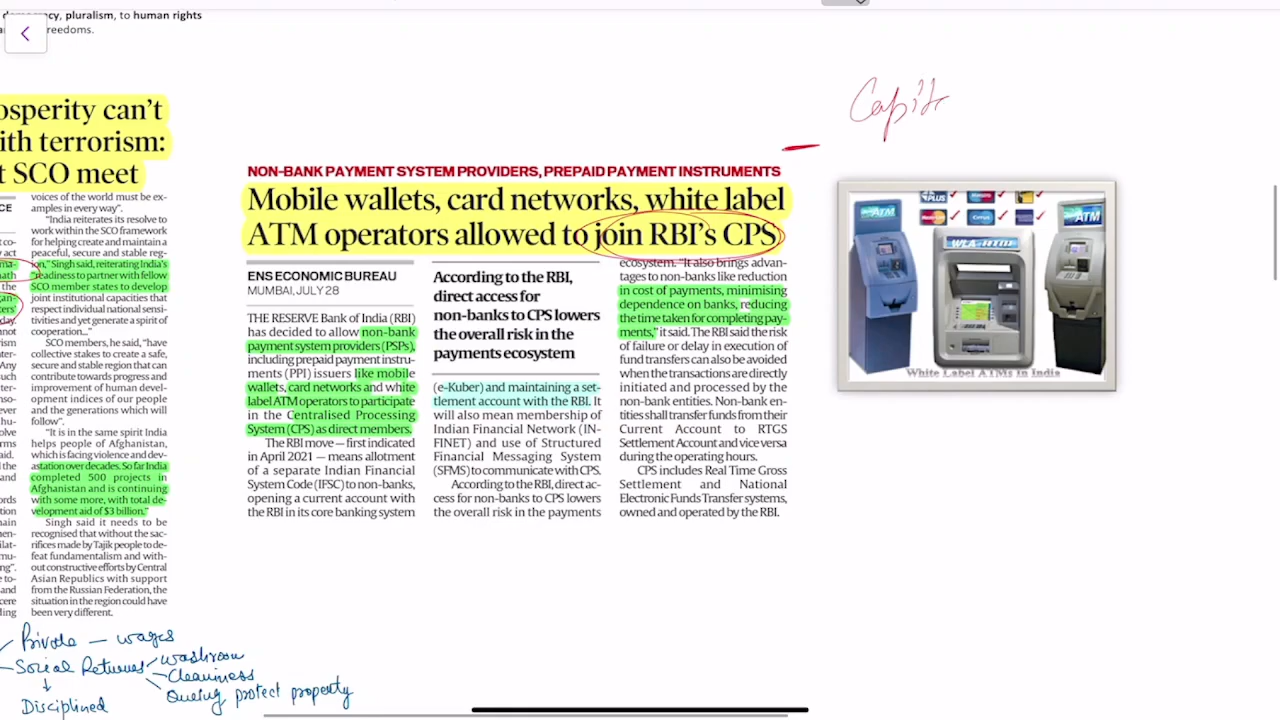 democracy, pluralism, to human rights
reedoms.
osperity can't
ith terrorism:
t SCO meet
voices of the world must be ex-
amples in every way".
"India reiterates its resolve to
work within the SCO framework
for helping create and maintain a
peaceful, secure and stable reg-
ion," Singh said, reiterating India's
"readiness to partner with fellow
SCO member states to develop
joint institutional capacities that
respect individual national sensi-
tivities and yet generate a spirit of
cooperation...".
SCO members, he said, "have
collective stakes to create a safe,
secure and stable region that can
contribute towards progress and
improvement of human devel-
opment indices of our people
and the generations which will
follow".
"It is in the same spirit India
helps people of Afghanistan,
which is facing violence and dev-
astation over decades. So far India
completed 500 projects in
Afghanistan and is continuing
with some more, with total de-
velopment aid of $3 billion."
Singh said it needs to be
recognised that without the sac-
rifices made by Tajik people to de-
feat fundamentalism and with-
out constructive efforts by Central
Asian Republics with support
from the Russian Federation, the
situation in the region could have
been very different.
Private – wages
Social Returns washroom
Cleaniness
Queing protect property
Disciplined
NON-BANK PAYMENT SYSTEM PROVIDERS, PREPAID PAYMENT INSTRUMENTS
Mobile wallets, card networks, white label
ATM operators allowed to join RBI's CPS
ENS ECONOMIC BUREAU
MUMBAI, JULY 28
THE RESERVE Bank of India (RBI)
has decided to allow non-bank
payment system providers (PSPs),
including prepaid payment instru-
ments (PPI) issuers like mobile
wallets, card networks and white
label ATM operators to participate
in the Centralised Processing
System (CPS) as direct members.
The RBI move — first indicated
in April 2021 — means allotment
of a separate Indian Financial
System Code (IFSC) to non-banks,
opening a current account with
the RBI in its core banking system
According to the RBI,
direct access for
non-banks to CPS lowers
the overall risk in the
payments ecosystem
(e-Kuber) and maintaining a set-
tlement account with the RBI. It
will also mean membership of
Indian Financial Network (IN-
FINET) and use of Structured
Financial Messaging System
(SFMS) to communicate with CPS.
According to the RBI, direct ac-
cess for non-banks to CPS lowers
the overall risk in the payments
ecosystem. "It also brings advan-
tages to non-banks like reduction
in cost of payments, minimising
dependence on banks, reducing
the time taken for completing pay-
ments," it said. The RBI said the risk
of failure or delay in execution of
fund transfers can also be avoided
when the transactions are directly
initiated and processed by the
non-bank entities. Non-bank en-
tities shall transfer funds from their
Current Account to RTGS
Settlement Account and vice versa
during the operating hours.
CPS includes Real Time Gross
Settlement and National
Electronic Funds Transfer systems,
owned and operated by the RBI.
Capit
PLUS
ATM
ATM
WLA-ATM
White Label ATMs In India